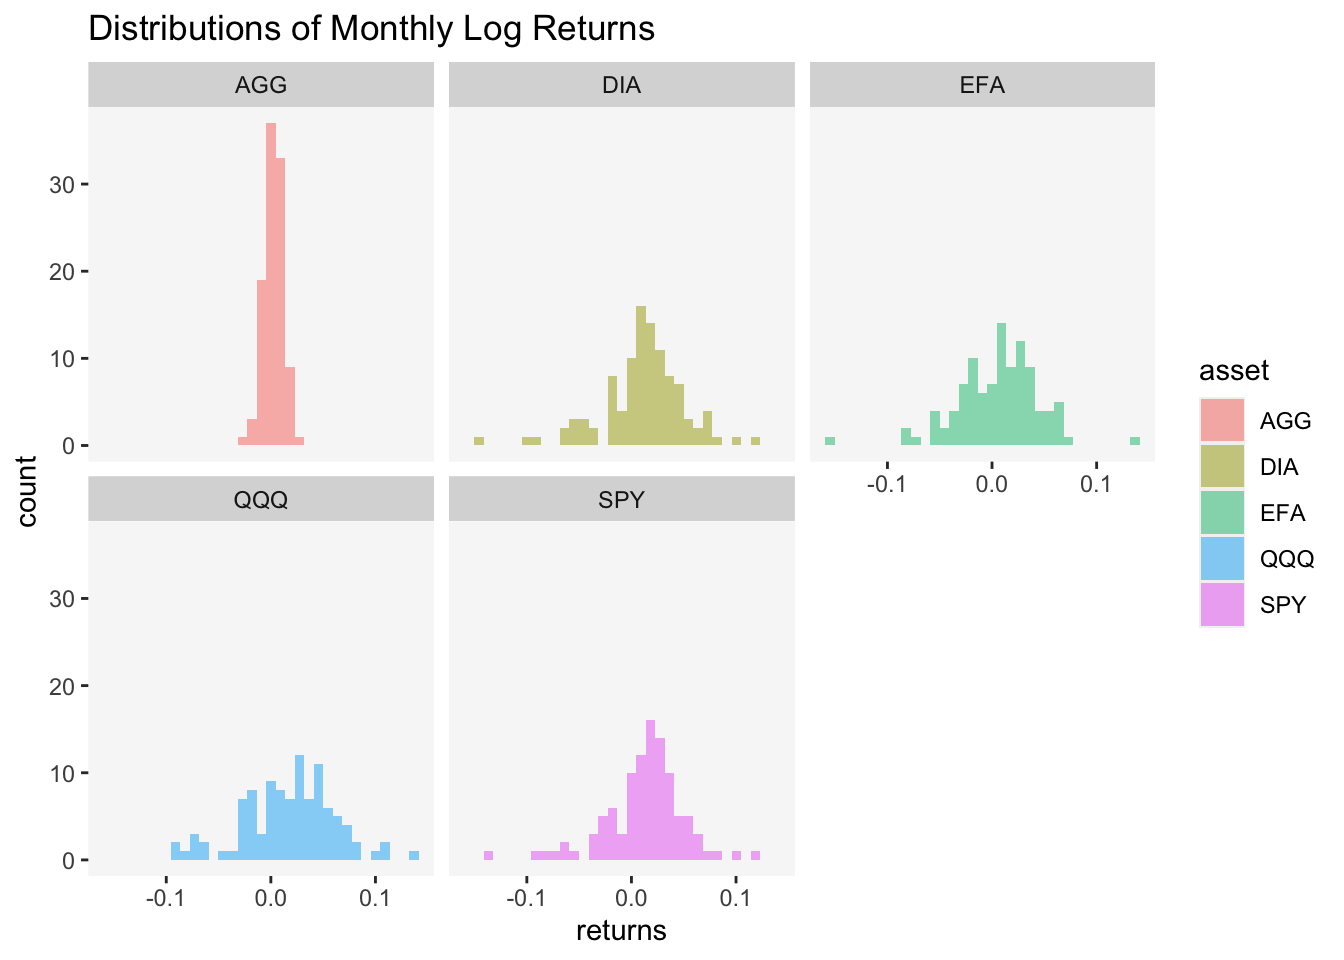 Distributions of Monthly Log Returns
AGG
DIA
EFA
30
20
10
0
-0.1 0.0 0.1
QQQ
SPY
30
20
10
0
-0.1 0.0 0.1
-0.1 0.0 0.1
returns
count
asset
AGG
DIA
EFA
QQQ
SPY